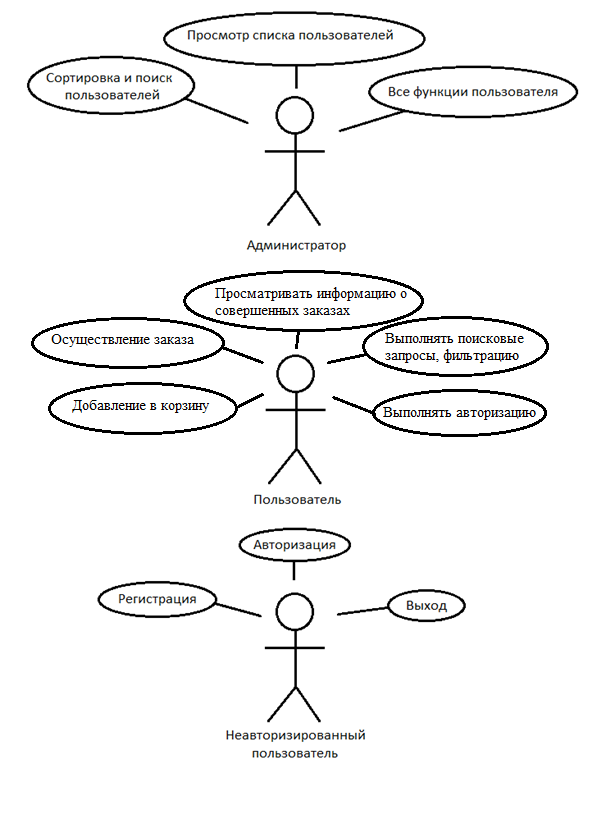 Просмотр списка пользователей
Сортировка и поиск
пользователей
Все функции пользователя
Администратор
Просматривать информацию о
совершенных заказах
Осуществление заказа
Выполнять поисковые
запросы, фильтрацию
Добавление в корзину
Выполнять авторизацию
Пользователь
Авторизация
Регистрация
Выход
Неавторизированный
пользователь